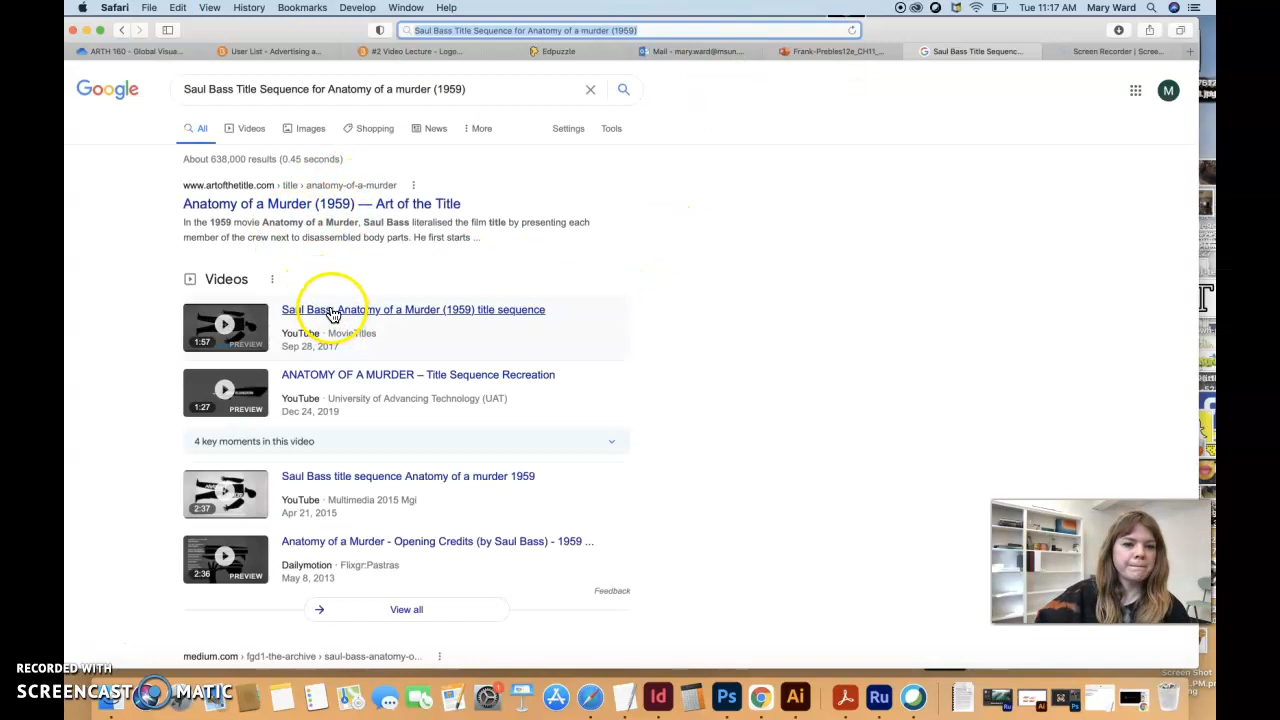 Safari File Edit View History Bookmarks Develop Window Help Tue 11:17 AM Mary Ward
Saul Bass Title Sequence for Anatomy of a murder (1959)
ARTH 160 - Global Visua... User List - Advertising a... #2 Video Lecture - Logo... Edpuzzle Mail - mary.ward@msun.... Frank-Prebles12e_CH11_... Saul Bass Title Sequenc... Screen Recorder | Scree...
Google Saul Bass Title Sequence for Anatomy of a murder (1959) M
All Videos Images Shopping News More Settings Tools
About 638,000 results (0.45 seconds)
www.artofthetitle.com › title › anatomy-of-a-murder
Anatomy of a Murder (1959) — Art of the Title
In the 1959 movie Anatomy of a Murder, Saul Bass literalised the film title by presenting each
member of the crew next to disassembled body parts. He first starts ...
Videos
Saul Bass: Anatomy of a Murder (1959) title sequence
1:57 PREVIEW YouTube · MovieTitles
Sep 28, 2017
ANATOMY OF A MURDER – Title Sequence Recreation
1:27 PREVIEW YouTube · University of Advancing Technology (UAT)
Dec 24, 2019
4 key moments in this video
Saul Bass title sequence Anatomy of a murder 1959
2:37 YouTube · Multimedia 2015 Mgi
Apr 21, 2015
Anatomy of a Murder - Opening Credits (by Saul Bass) - 1959 ...
2:36 PREVIEW Dailymotion · Flixgr:Pastras
May 8, 2013
Feedback
View all
medium.com › fgd1-the-archive › saul-bass-anatomy-o...
RECORDED WITH
SCREENCAST MATIC
Screen Shot
Id Ps Ai Ru